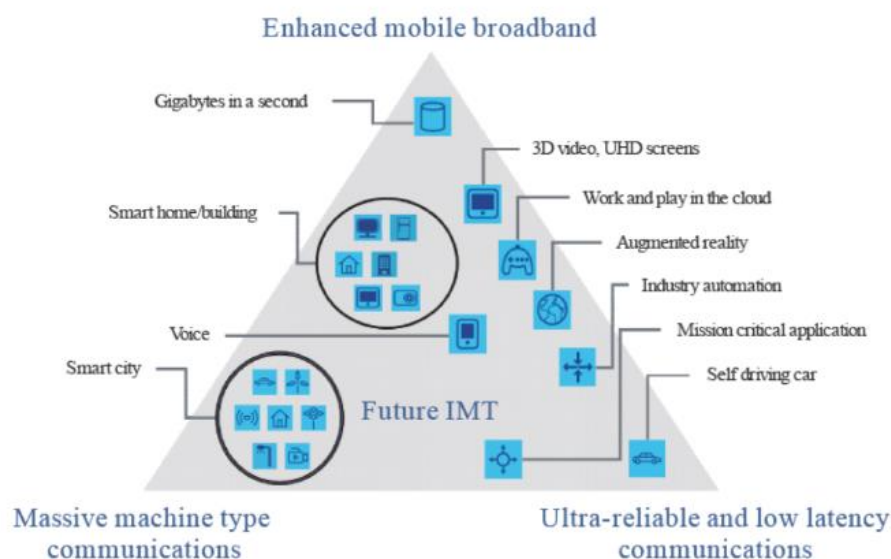 Enhanced mobile broadband
Gigabytes in a second
3D video, UHD screens
Work and play in the cloud
Smart home/building
Augmented reality
Industry automation
Voice
Mission critical application
Smart city
Self driving car
Future IMT
Massive machine type
communications
Ultra-reliable and low latency
communications